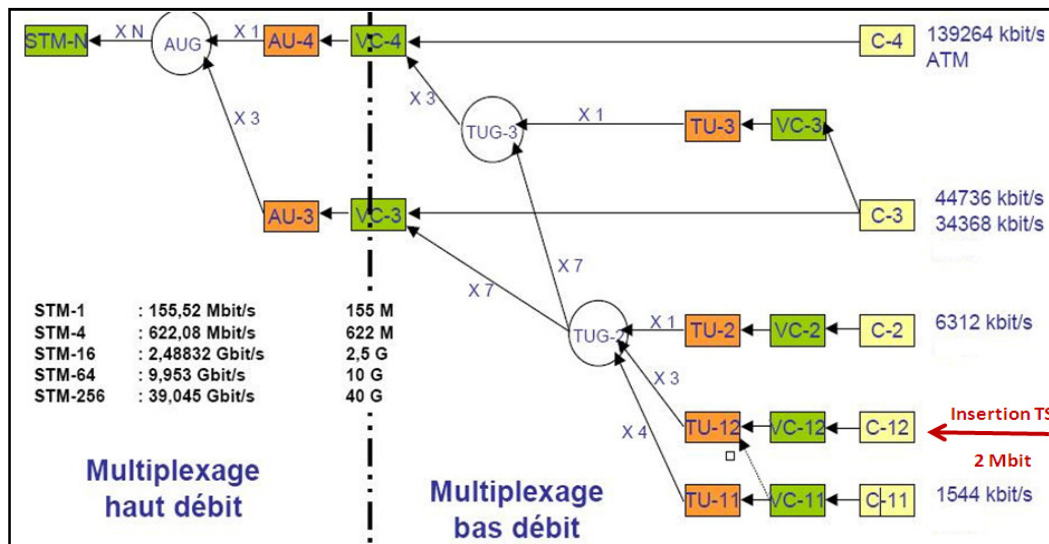 STM-N
X N
AUG
X 1
AU-4
VC-4
C-4
139264 kbit/s
ATM
X 3
X 3
TUG-3
X 1
TU-3
VC-3
AU-3
VC-3
C-3
44736 kbit/s
34368 kbit/s
X 7
X 7
STM-1 : 155,52 Mbit/s 155 M
STM-4 : 622,08 Mbit/s 622 M
STM-16 : 2,48832 Gbit/s 2,5 G
STM-64 : 9,953 Gbit/s 10 G
STM-256 : 39,045 Gbit/s 40 G
TUG-2
X 1
TU-2
VC-2
C-2
6312 kbit/s
X 3
X 4
TU-12
VC-12
C-12
Insertion TS
2 Mbit
TU-11
VC-11
C-11
1544 kbit/s
Multiplexage
haut débit
Multiplexage
bas débit